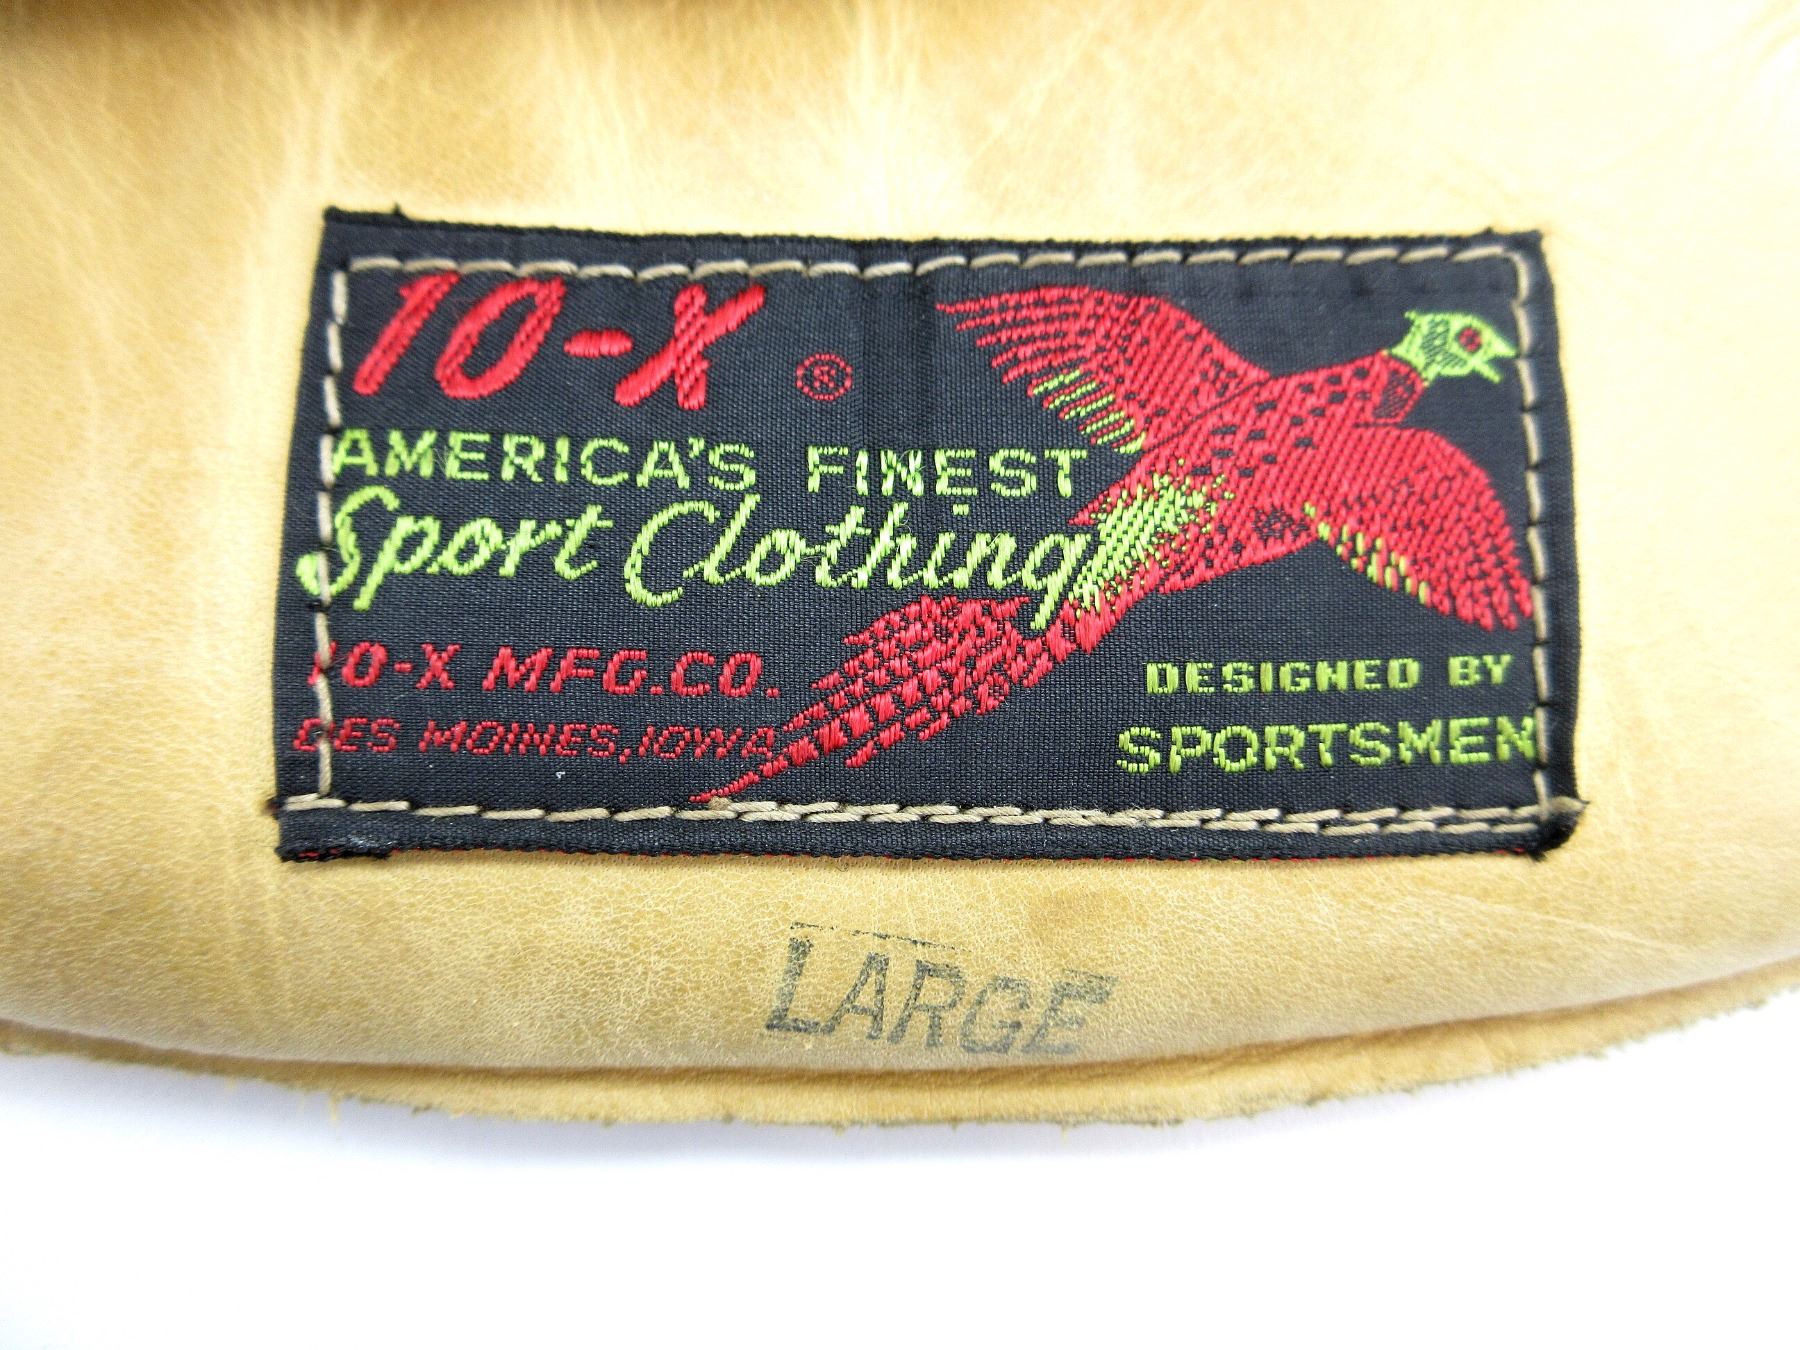 10-X ®
AMERICA'S FINEST
Sport Clothing
10-X MFG.CO.
DES MOINES, IOWA
DESIGNED BY
SPORTSMEN
LARGE